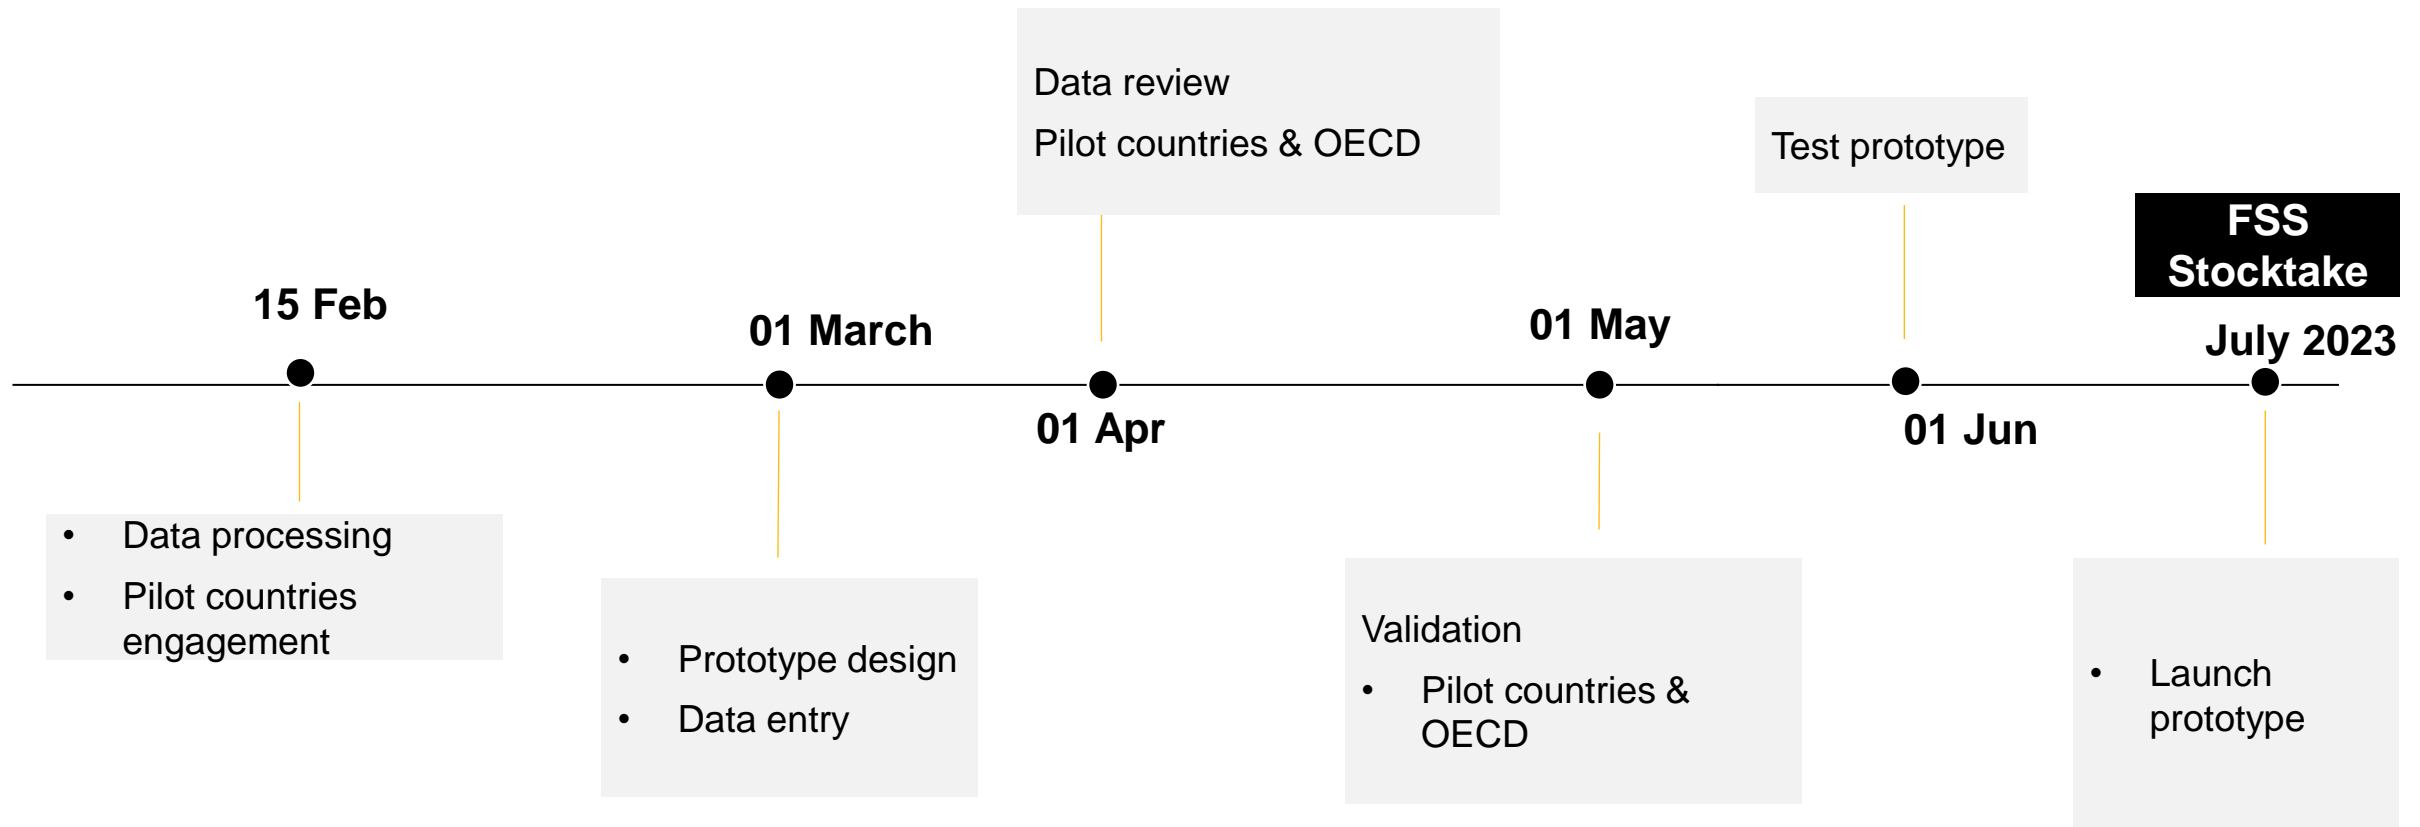 Data review
Pilot countries & OECD
Test prototype
FSS
Stocktake
15 Feb
01 March
01 May
July 2023
01 Apr
01 Jun
• Data processing
• Pilot countries
engagement
• Prototype design
• Data entry
Validation
• Pilot countries &
OECD
• Launch
prototype